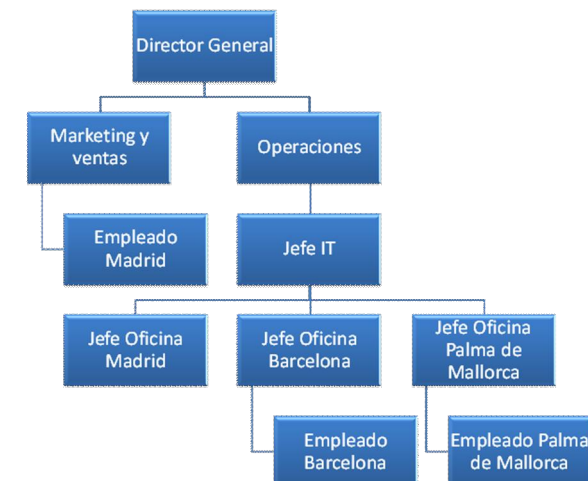 Director General
Marketing y
ventas
Operaciones
Empleado
Madrid
Jefe IT
Jefe Oficina
Madrid
Jefe Oficina
Barcelona
Jefe Oficina
Palma de
Mallorca
Empleado
Barcelona
Empleado Palma
de Mallorca